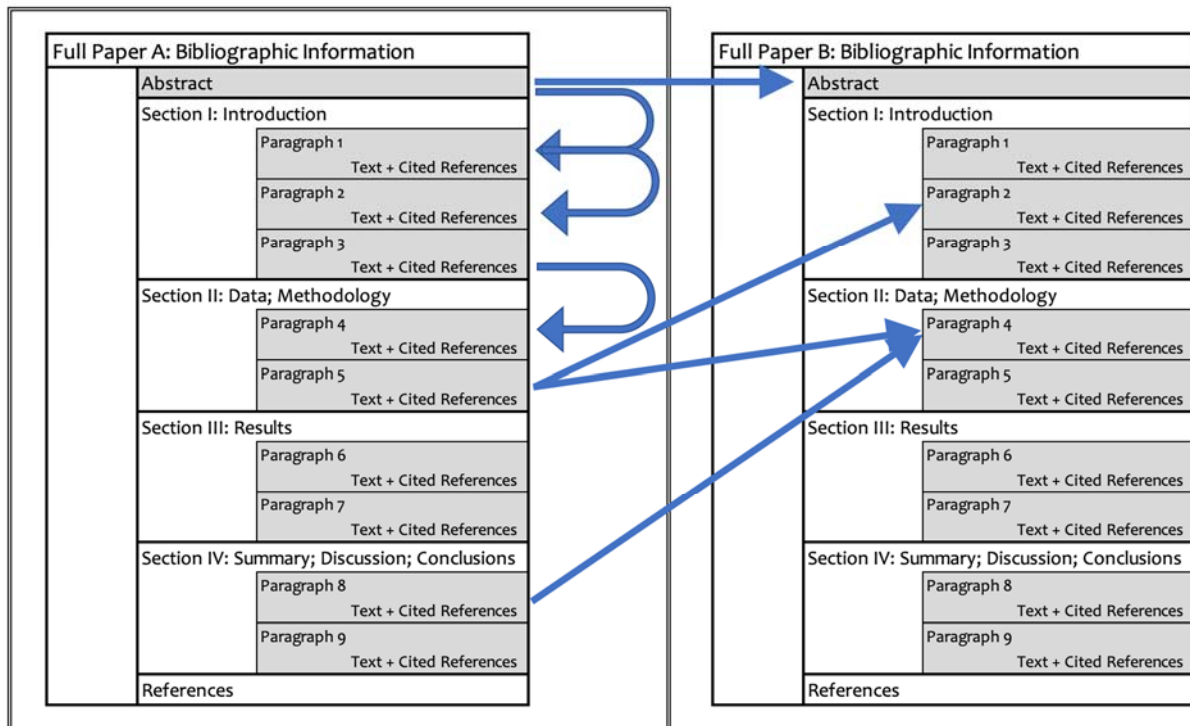 Full Paper A: Bibliographic Information
Abstract
Section I: Introduction
Paragraph 1
Text + Cited References
Paragraph 2
Text + Cited References
Paragraph 3
Text + Cited References
Section II: Data; Methodology
Paragraph 4
Text + Cited References
Paragraph 5
Text + Cited References
Section III: Results
Paragraph 6
Text + Cited References
Paragraph 7
Text + Cited References
Section IV: Summary; Discussion; Conclusions
Paragraph 8
Text + Cited References
Paragraph 9
Text + Cited References
References
Full Paper B: Bibliographic Information
Abstract
Section I: Introduction
Paragraph 1
Text + Cited References
Paragraph 2
Text + Cited References
Paragraph 3
Text + Cited References
Section II: Data; Methodology
Paragraph 4
Text + Cited References
Paragraph 5
Text + Cited References
Section III: Results
Paragraph 6
Text + Cited References
Paragraph 7
Text + Cited References
Section IV: Summary; Discussion; Conclusions
Paragraph 8
Text + Cited References
Paragraph 9
Text + Cited References
References